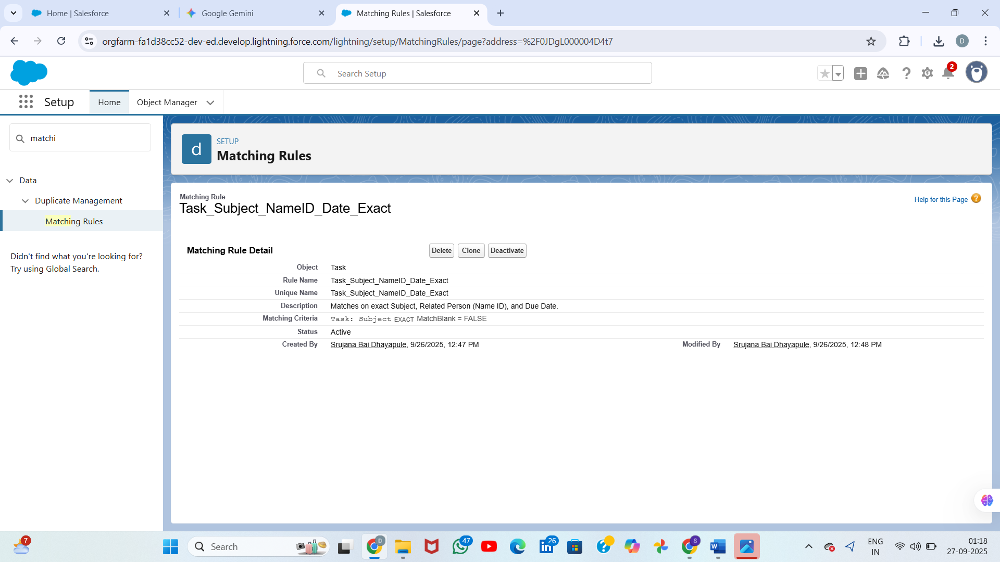 Home | Salesforce
Google Gemini
Matching Rules | Salesforce
orgfarm-fa1d38cc52-dev-ed.develop.lightning.force.com/lightning/setup/MatchingRules/page?address=%2F0JDgL000004D4t7
D
Search Setup
2
Setup
Home
Object Manager
matchi
Data
Duplicate Management
Matching Rules
Didn't find what you're looking for?
Try using Global Search.
d
SETUP
Matching Rules
Matching Rule
Task_Subject_NameID_Date_Exact
Help for this Page
Matching Rule Detail
Delete
Clone
Deactivate
Object Task
Rule Name Task_Subject_NameID_Date_Exact
Unique Name Task_Subject_NameID_Date_Exact
Description Matches on exact Subject, Related Person (Name ID), and Due Date.
Matching Criteria Task: Subject EXACT MatchBlank = FALSE
Status Active
Created By Srujana Bai Dhayapule, 9/26/2025, 12:47 PM
Modified By Srujana Bai Dhayapule, 9/26/2025, 12:48 PM
7
Search
D
47
26
S
W
ENG
IN
01:18
27-09-2025